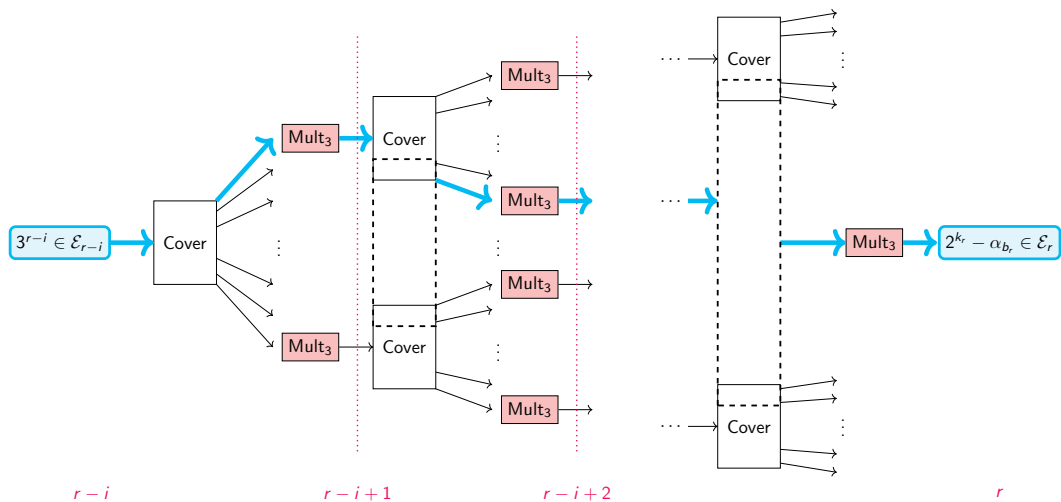 Cover
⋯ Cover ⋮
Mult₃
Mult₃ Cover
⋮
Mult₃
⋯
3^{r−i} ∈ ℰ_{r−i} Cover ⋮ ⋮ Mult₃ 2^{k_r} − α_{b_r} ∈ ℰ_r
Mult₃
Mult₃ Cover ⋮
Mult₃
⋯ Cover ⋮
r − i r − i + 1 r − i + 2 r